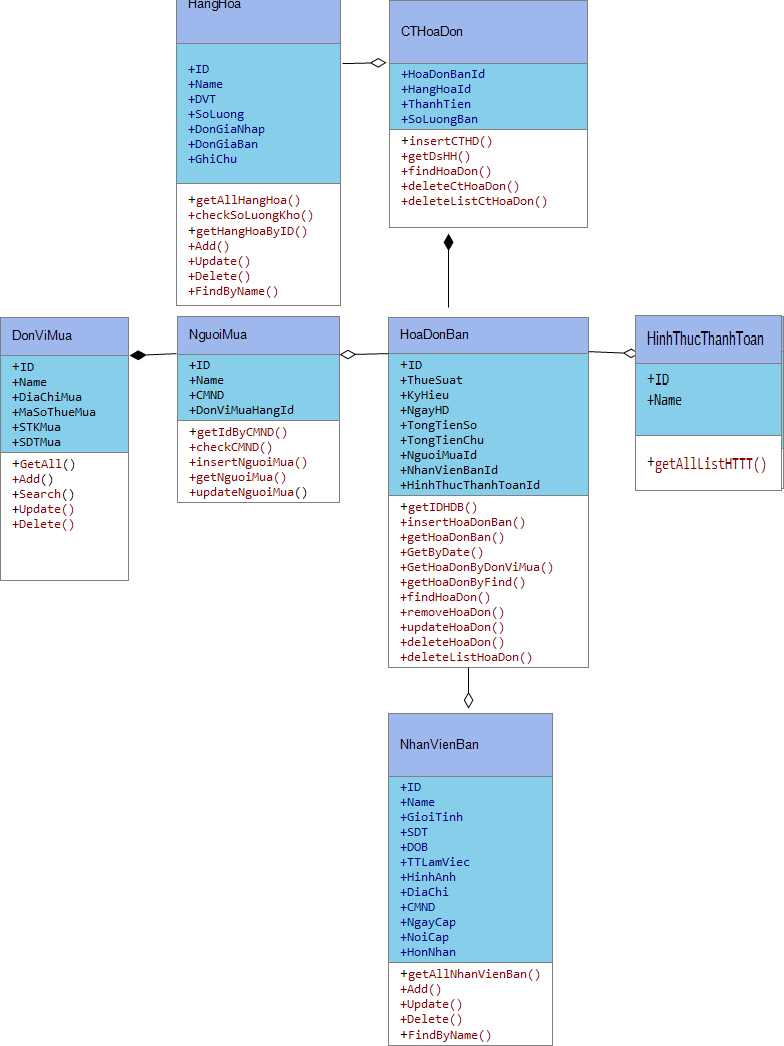 HangHoa
+ID
+Name
+DVT
+SoLuong
+DonGiaNhap
+DonGiaBan
+GhiChu
+getAllHangHoa()
+checkSoLuongKho()
+getHangHoaByID()
+Add()
+Update()
+Delete()
+FindByName()
CTHoaDon
+HoaDonBanId
+HangHoaId
+ThanhTien
+SoLuongBan
+insertCTHD()
+getDsHH()
+findHoaDon()
+deleteCtHoaDon()
+deleteListCtHoaDon()
DonViMua
+ID
+Name
+DiaChiMua
+MaSoThueMua
+STKMua
+SDTMua
+GetAll()
+Add()
+Search()
+Update()
+Delete()
NguoiMua
+ID
+Name
+CMND
+DonViMuaHangId
+getIdByCMND()
+checkCMND()
+insertNguoiMua()
+getNguoiMua()
+updateNguoiMua()
HoaDonBan
+ID
+ThueSuat
+KyHieu
+NgayHD
+TongTienSo
+TongTienChu
+NguoiMuaId
+NhanVienBanId
+HinhThucThanhToanId
+getIDHDB()
+insertHoaDonBan()
+getHoaDonBan()
+GetByDate()
+GetHoaDonByDonViMua()
+getHoaDonByFind()
+findHoaDon()
+removeHoaDon()
+updateHoaDon()
+deleteHoaDon()
+deleteListHoaDon()
HinhThucThanhToan
+ID
+Name
+getAllListHTTT()
NhanVienBan
+ID
+Name
+GioiTinh
+SDT
+DOB
+TTLamViec
+HinhAnh
+DiaChi
+CMND
+NgayCap
+NoiCap
+HonNhan
+getAllNhanVienBan()
+Add()
+Update()
+Delete()
+FindByName()